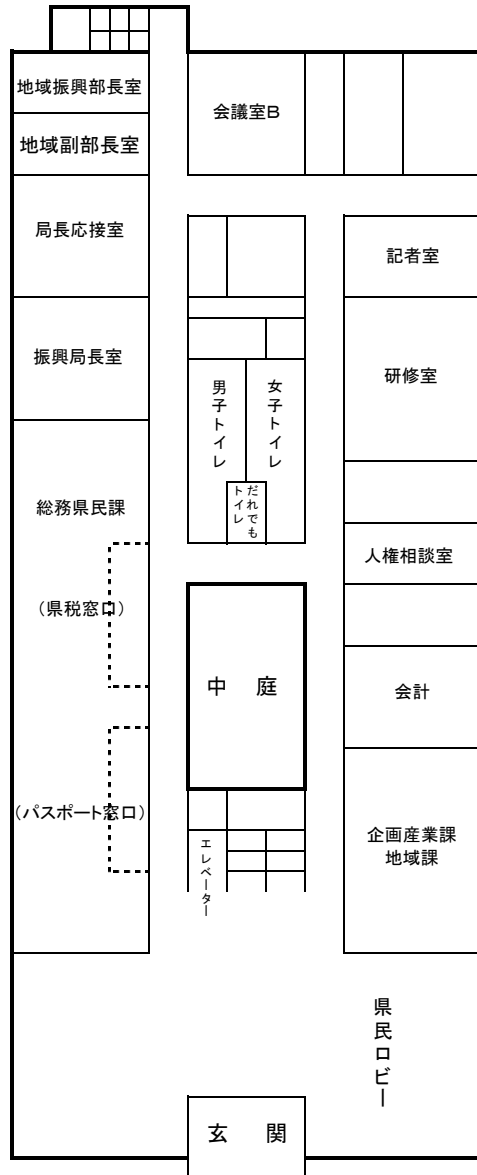 地域振興部長室
地域副部長室
会議室B
局長応接室
記者室
振興局長室
研修室
男子トイレ
女子トイレ
だれでも
トイレ
総務県民課
人権相談室
(県税窓口)
中 庭
会計
(パスポート窓口)
エレベーター
企画産業課
地域課
県民ロビー
玄 関